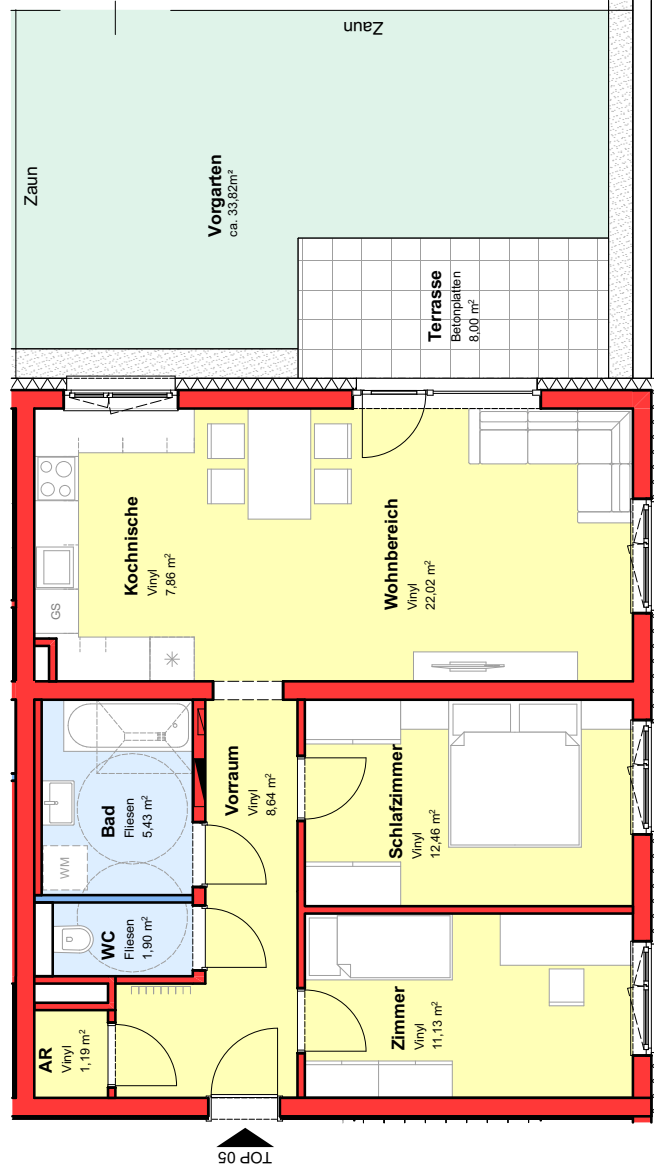 Zaun
Zaun
Vorgarten
ca. 33,82m²
Terrasse
Betonplatten
8,00 m²
Kochnische
Vinyl
7,86 m²
GS
Wohnbereich
Vinyl
22,02 m²
Bad
Fliesen
5,43 m²
WM
Vorraum
Vinyl
8,64 m²
Schlafzimmer
Vinyl
12,46 m²
WC
Fliesen
1,90 m²
AR
Vinyl
1,19 m²
Zimmer
Vinyl
11,13 m²
TOP 05